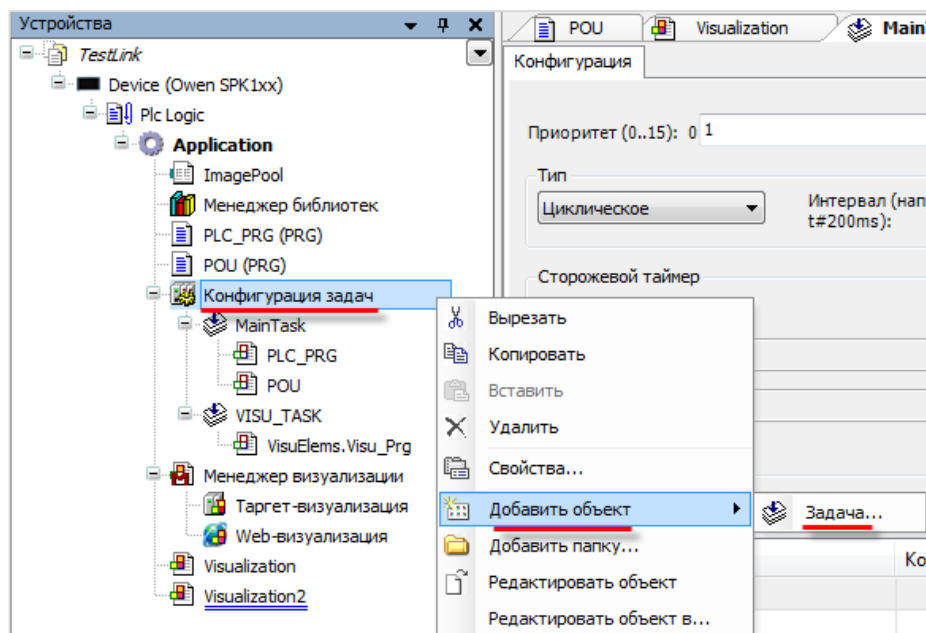 Устройства
TestLink
Device (Owen SPK1xx)
Plc Logic
Application
ImagePool
Менеджер библиотек
PLC_PRG (PRG)
POU (PRG)
Конфигурация задач
MainTask
PLC_PRG
POU
VISU_TASK
VisuElems.Visu_Prg
Менеджер визуализации
Таргет-визуализация
Web-визуализация
Visualization
Visualization2
POU Visualization Main
Конфигурация
Приоритет (0..15): 0 1
Тип
Циклическое
Интервал (нап
t#200ms):
Сторожевой таймер
Вырезать
Копировать
Вставить
Удалить
Свойства...
Добавить объект
Задача...
Добавить папку...
Редактировать объект
Редактировать объект в...
Ко